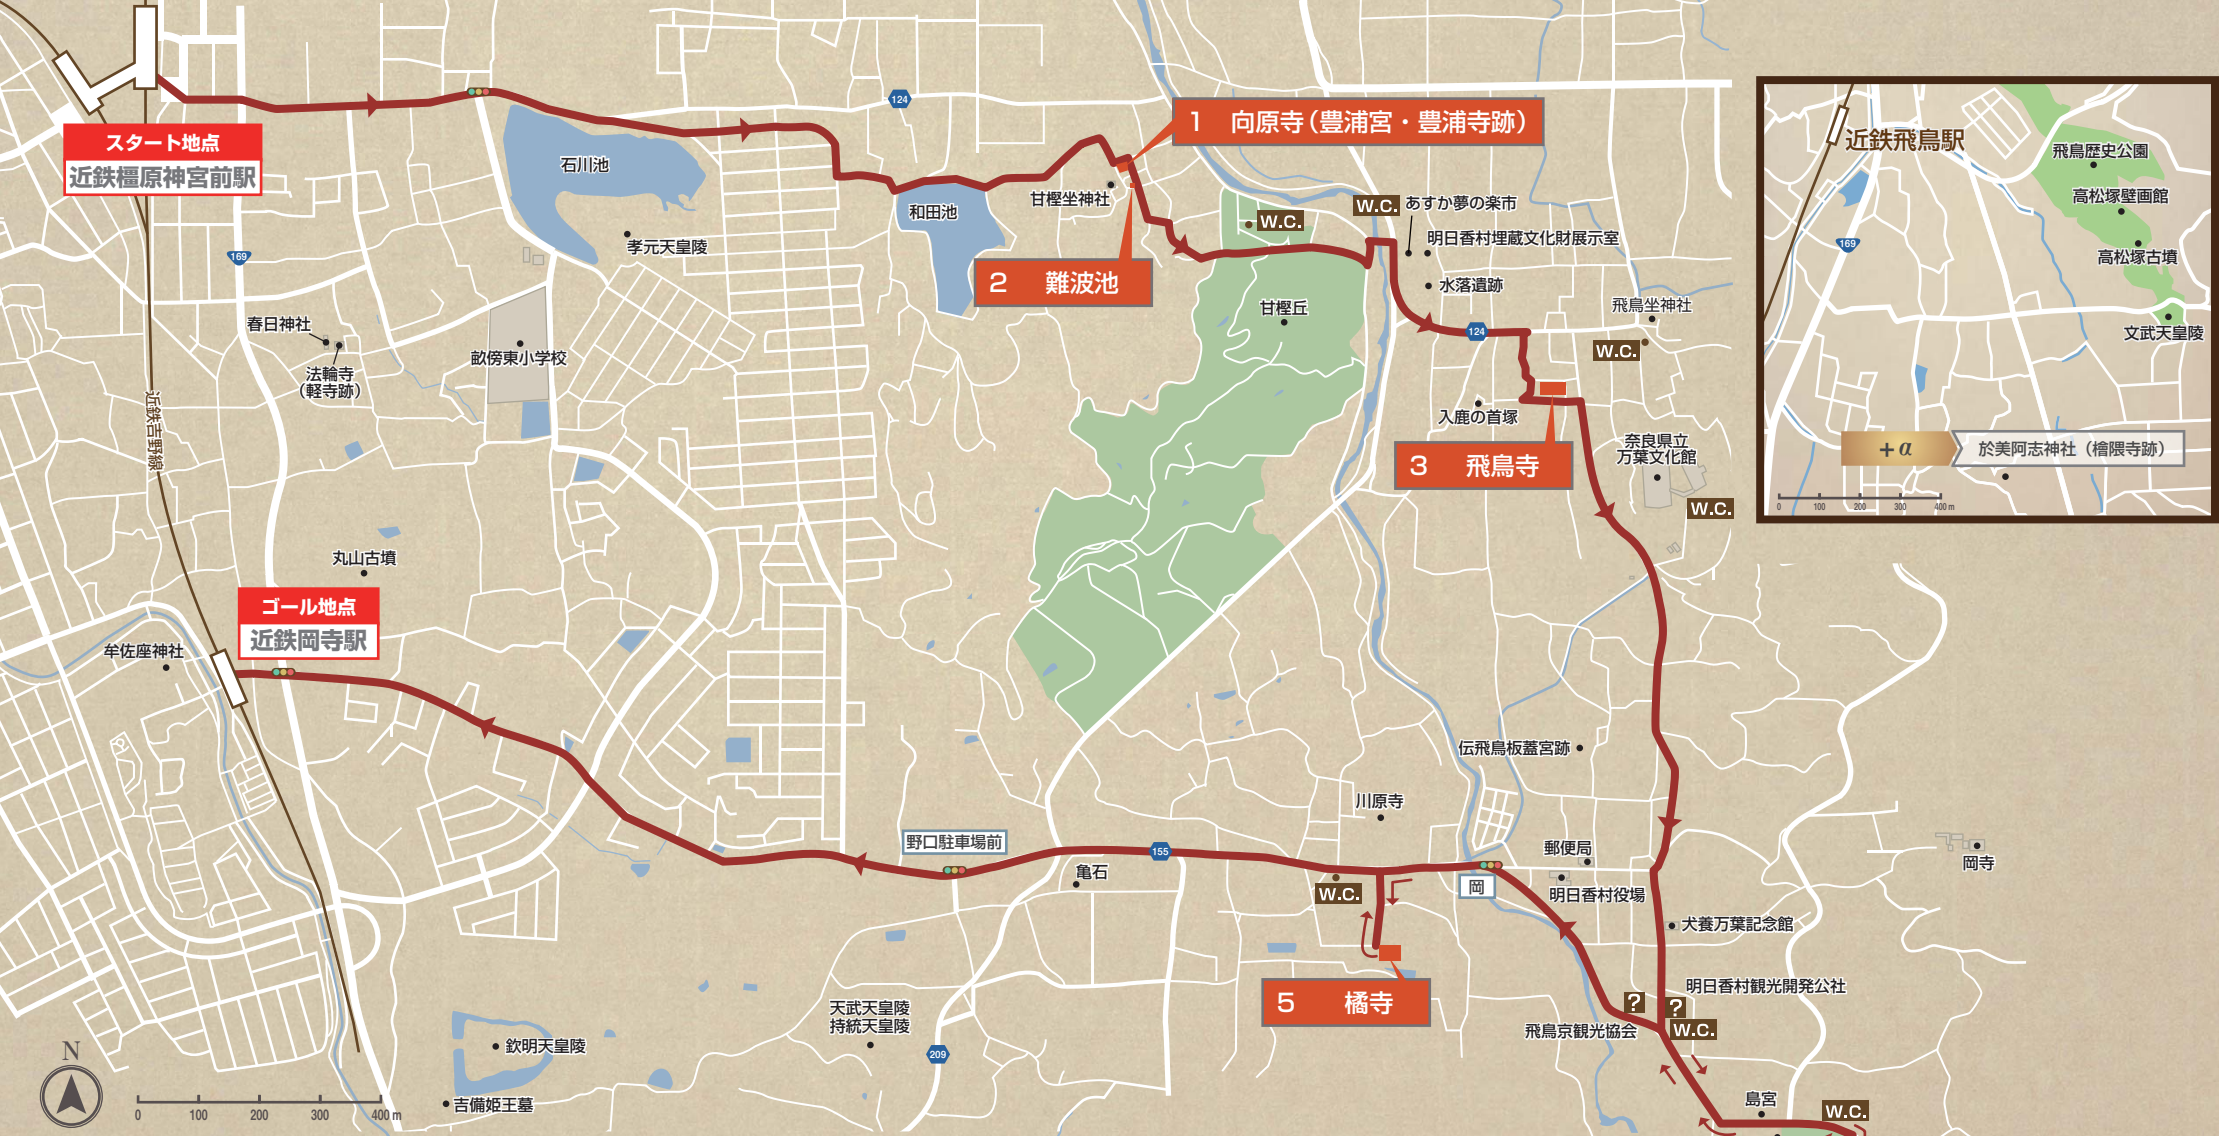 スタート地点
近鉄橿原神宮前駅
124
1 向原寺（豊浦宮・豊浦寺跡）
石川池
和田池
甘樫坐神社
孝元天皇陵
169
2 難波池
W.C.
W.C.
あすか夢の楽市
明日香村埋蔵文化財展示室
水落遺跡
甘樫丘
124
飛鳥坐神社
W.C.
春日神社
法輪寺
（軽寺跡）
畝傍東小学校
近鉄吉野線
入鹿の首塚
3 飛鳥寺
奈良県立
万葉文化館
W.C.
近鉄飛鳥駅
飛鳥歴史公園
高松塚壁画館
169
高松塚古墳
文武天皇陵
+α
於美阿志神社（檜隈寺跡）
0 100 200 300 400 m
丸山古墳
ゴール地点
近鉄岡寺駅
牟佐座神社
伝飛鳥板蓋宮跡
川原寺
野口駐車場前
155
亀石
W.C.
岡
郵便局
明日香村役場
岡寺
犬養万葉記念館
5 橘寺
明日香村観光開発公社
?
?
W.C.
飛鳥京観光協会
天武天皇陵
持統天皇陵
209
欽明天皇陵
吉備姫王墓
島宮
W.C.
N
0 100 200 300 400 m